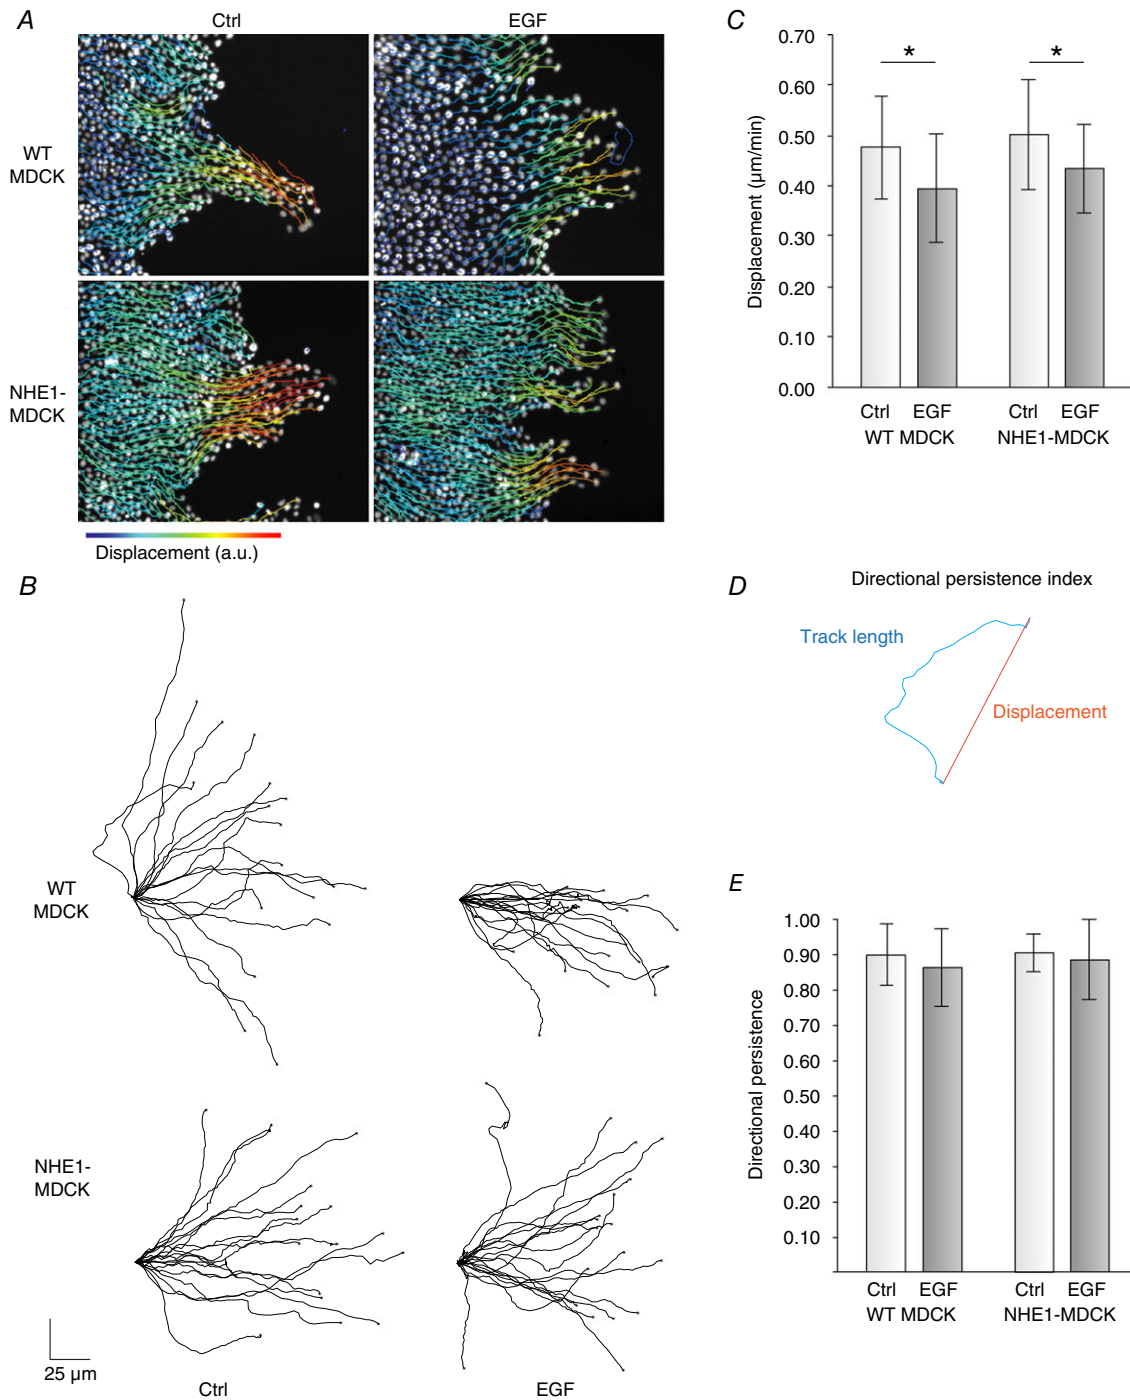 A
Ctrl
EGF
WT
MDCK
NHE1-
MDCK
Displacement (a.u.)
B
WT
MDCK
NHE1-
MDCK
25 µm
Ctrl
EGF
C
0.70
0.60
0.50
0.40
0.30
0.20
0.10
0.00
Displacement (µm/min)
*
*
Ctrl
EGF
Ctrl
EGF
WT MDCK
NHE1-MDCK
D
Directional persistence index
Track length
Displacement
E
1.00
0.90
0.80
0.70
0.60
0.50
0.40
0.30
0.20
0.10
Directional persistence
Ctrl
EGF
Ctrl
EGF
WT MDCK
NHE1-MDCK